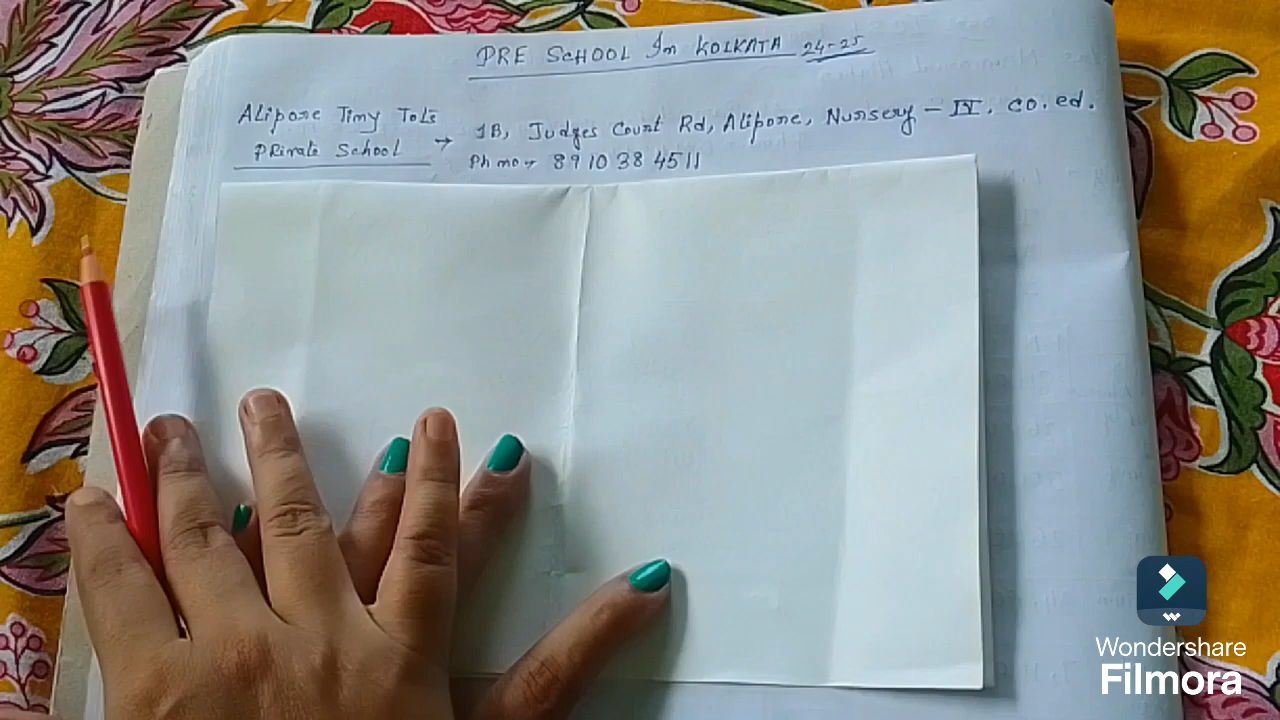 PRE SCHOOL In KOLKATA 24-25
Alipore Tiny Tots
PRivate School → 1B, Judges Court Rd, Alipore, Nursery - IV. co.ed.
Ph no → 8910384511
Wondershare
Filmora